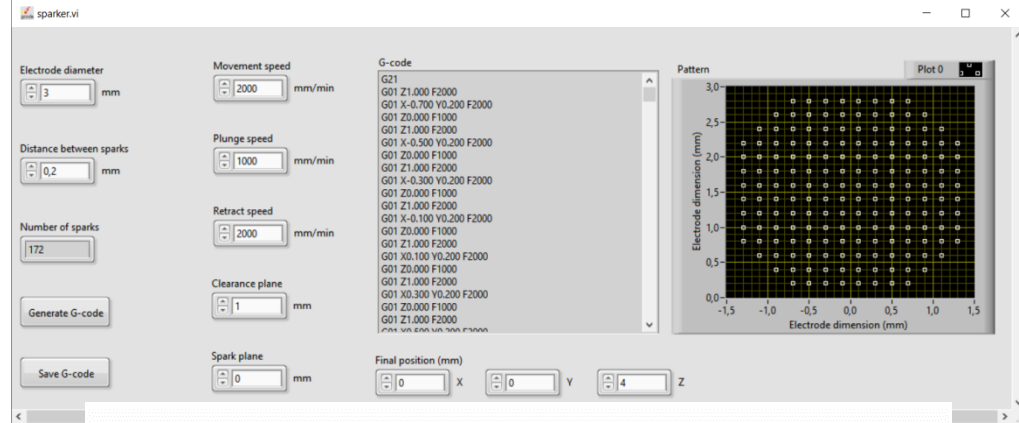 sparker.vi
Electrode diameter
3 mm
Distance between sparks
0,2 mm
Number of sparks
172
Generate G-code
Save G-code
Movement speed
2000 mm/min
Plunge speed
1000 mm/min
Retract speed
2000 mm/min
Clearance plane
1 mm
Spark plane
0 mm
G-code
G21
G01 Z1.000 F2000
G01 X-0.700 Y0.200 F2000
G01 Z0.000 F1000
G01 Z1.000 F2000
G01 X-0.500 Y0.200 F2000
G01 Z0.000 F1000
G01 Z1.000 F2000
G01 X-0.300 Y0.200 F2000
G01 Z0.000 F1000
G01 Z1.000 F2000
G01 X-0.100 Y0.200 F2000
G01 Z0.000 F1000
G01 Z1.000 F2000
G01 X0.100 Y0.200 F2000
G01 Z0.000 F1000
G01 Z1.000 F2000
G01 X0.300 Y0.200 F2000
G01 Z0.000 F1000
G01 Z1.000 F2000
G01 X0.500 Y0.200 F2000
Final position (mm)
0 X 0 Y 4 Z
Pattern
Plot 0
Electrode dimension (mm)
3,0
2,5
2,0
1,5
1,0
0,5
0,0
-1,5 -1,0 -0,5 0,0 0,5 1,0 1,5
Electrode dimension (mm)